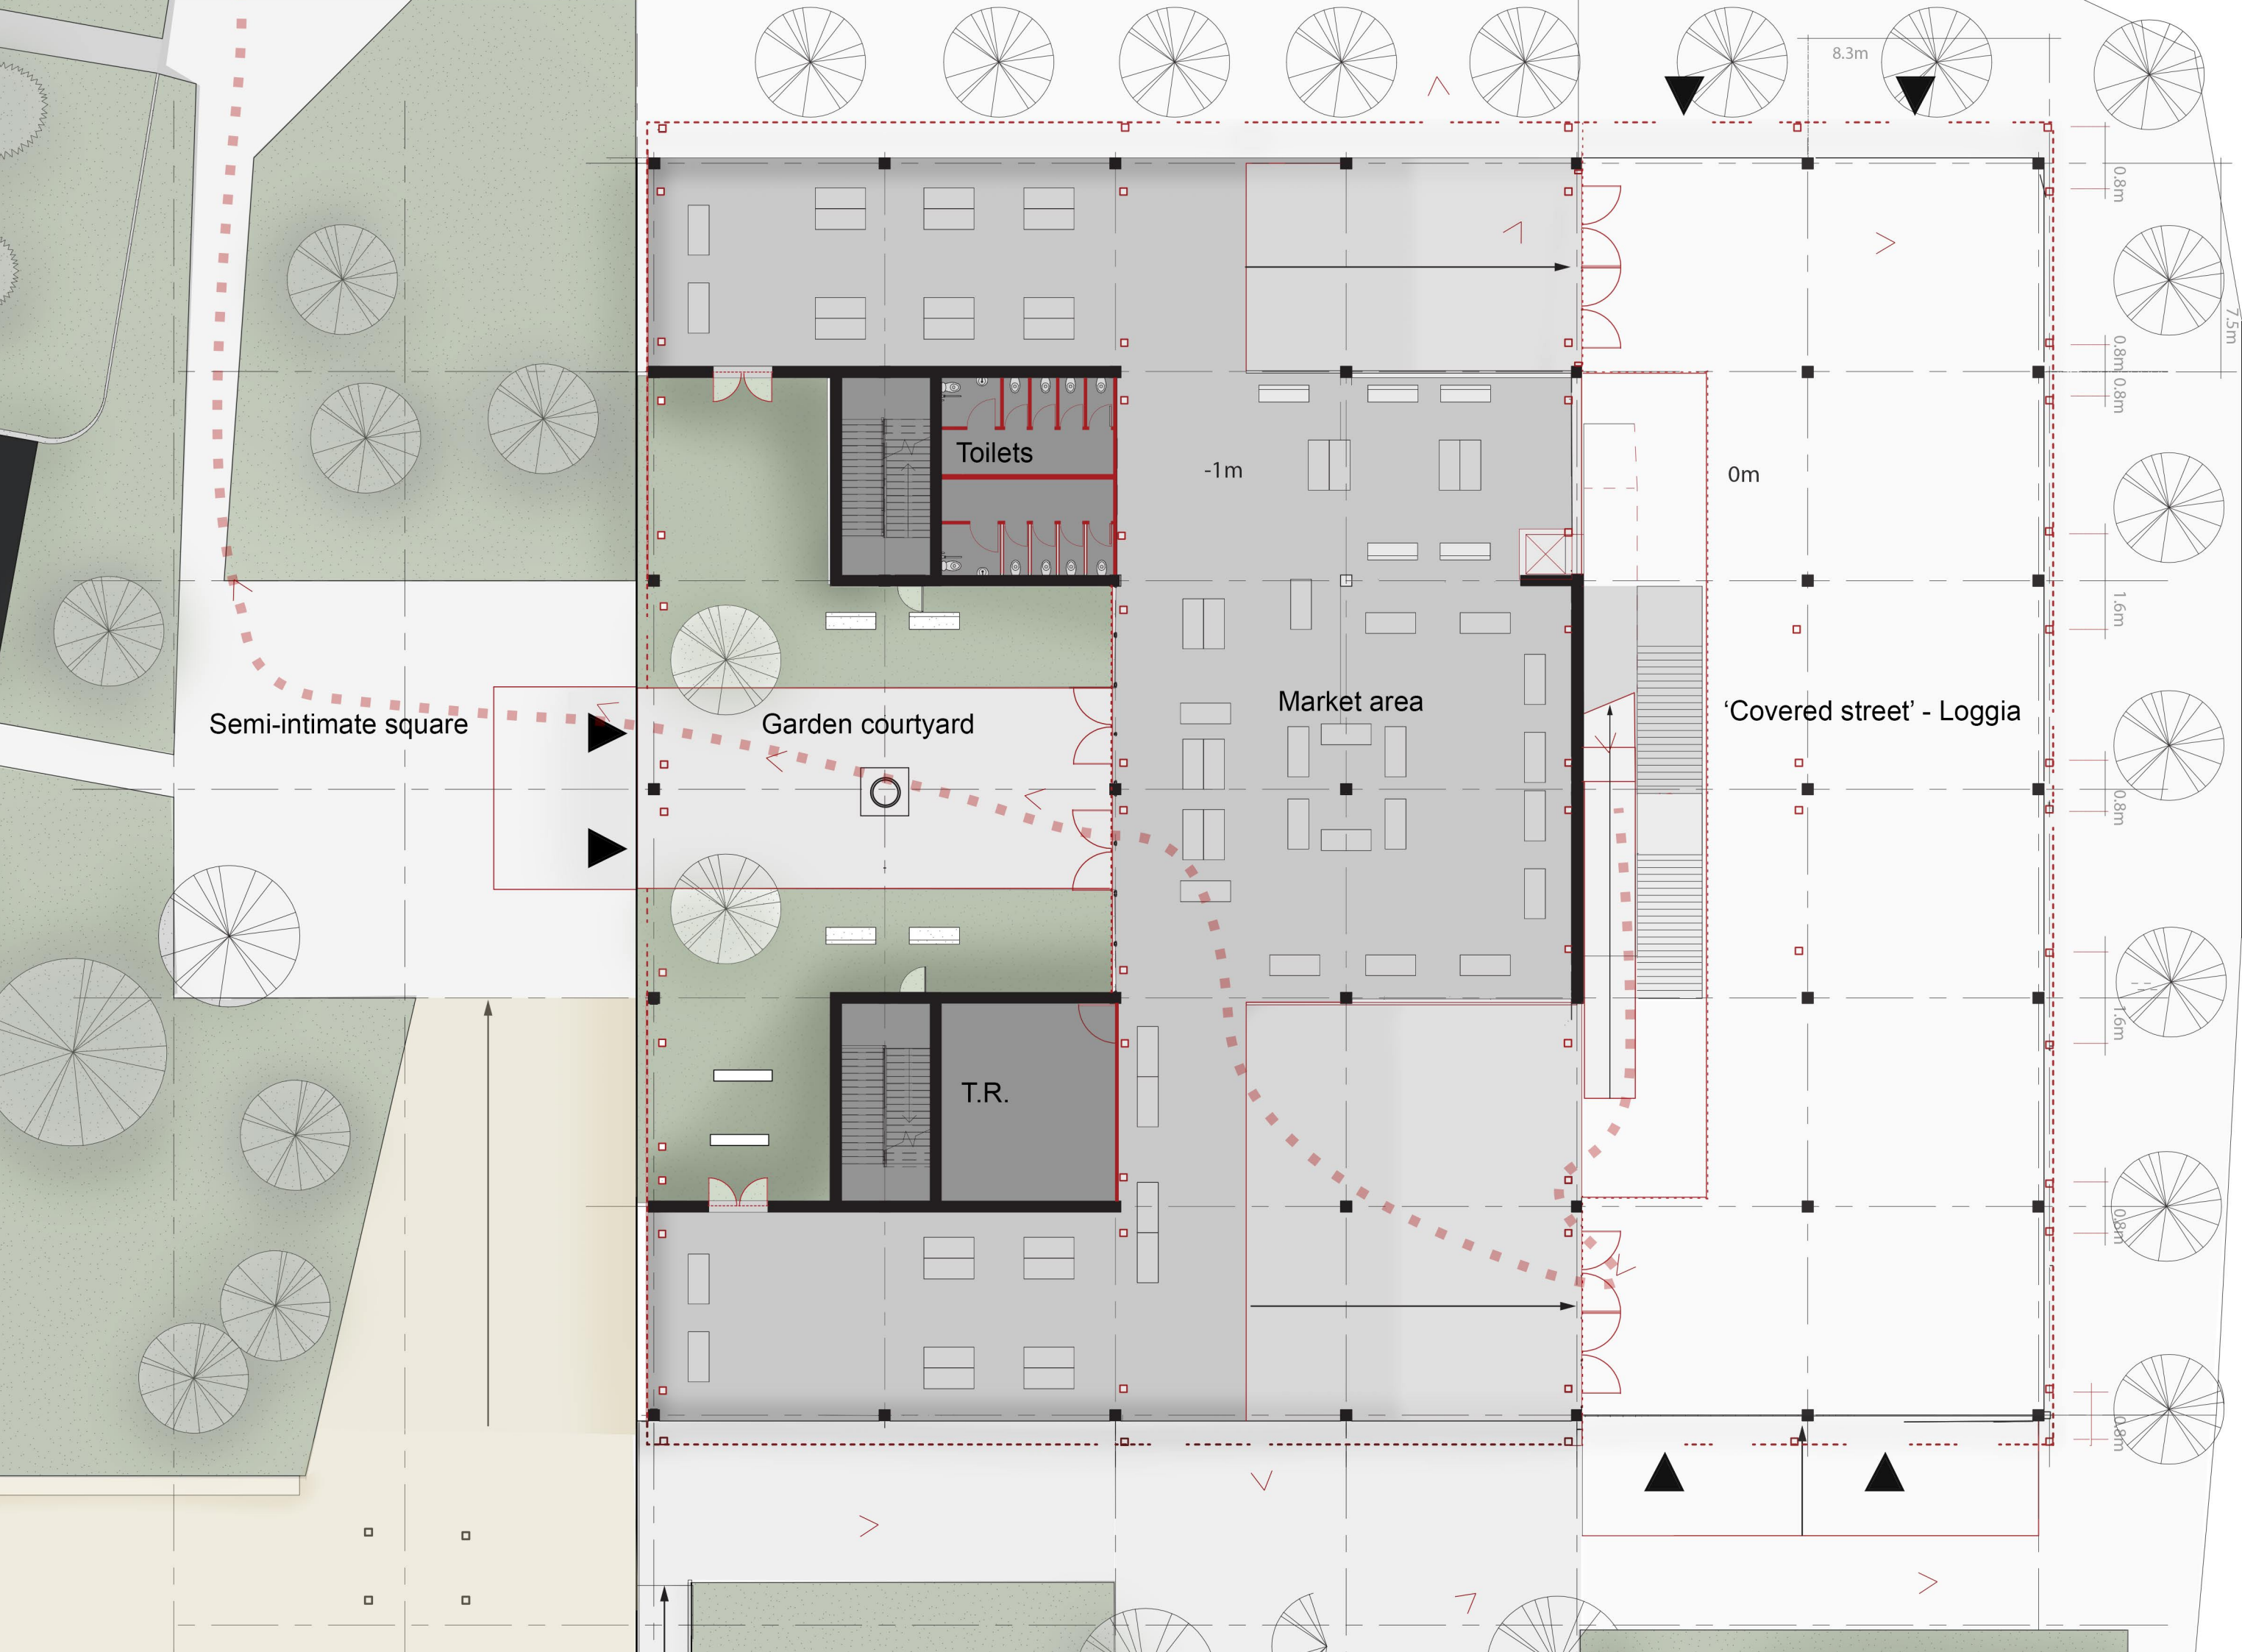 8.3m
0.8m
7.5m
0.8m
0.8m
Toilets
-1m
0m
1.6m
Market area
Semi-intimate square
Garden courtyard
‘Covered street’ - Loggia
0.8m
1.6m
T.R.
0.8m
0.8m